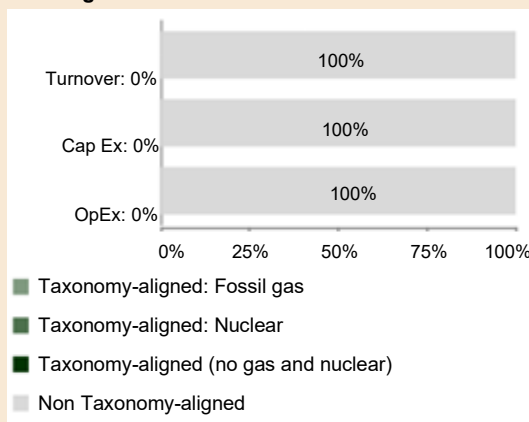 100%
Turnover: 0%
100%
Cap Ex: 0%
100%
OpEx: 0%
0% 25% 50% 75% 100%
Taxonomy-aligned: Fossil gas
Taxonomy-aligned: Nuclear
Taxonomy-aligned (no gas and nuclear)
Non Taxonomy-aligned